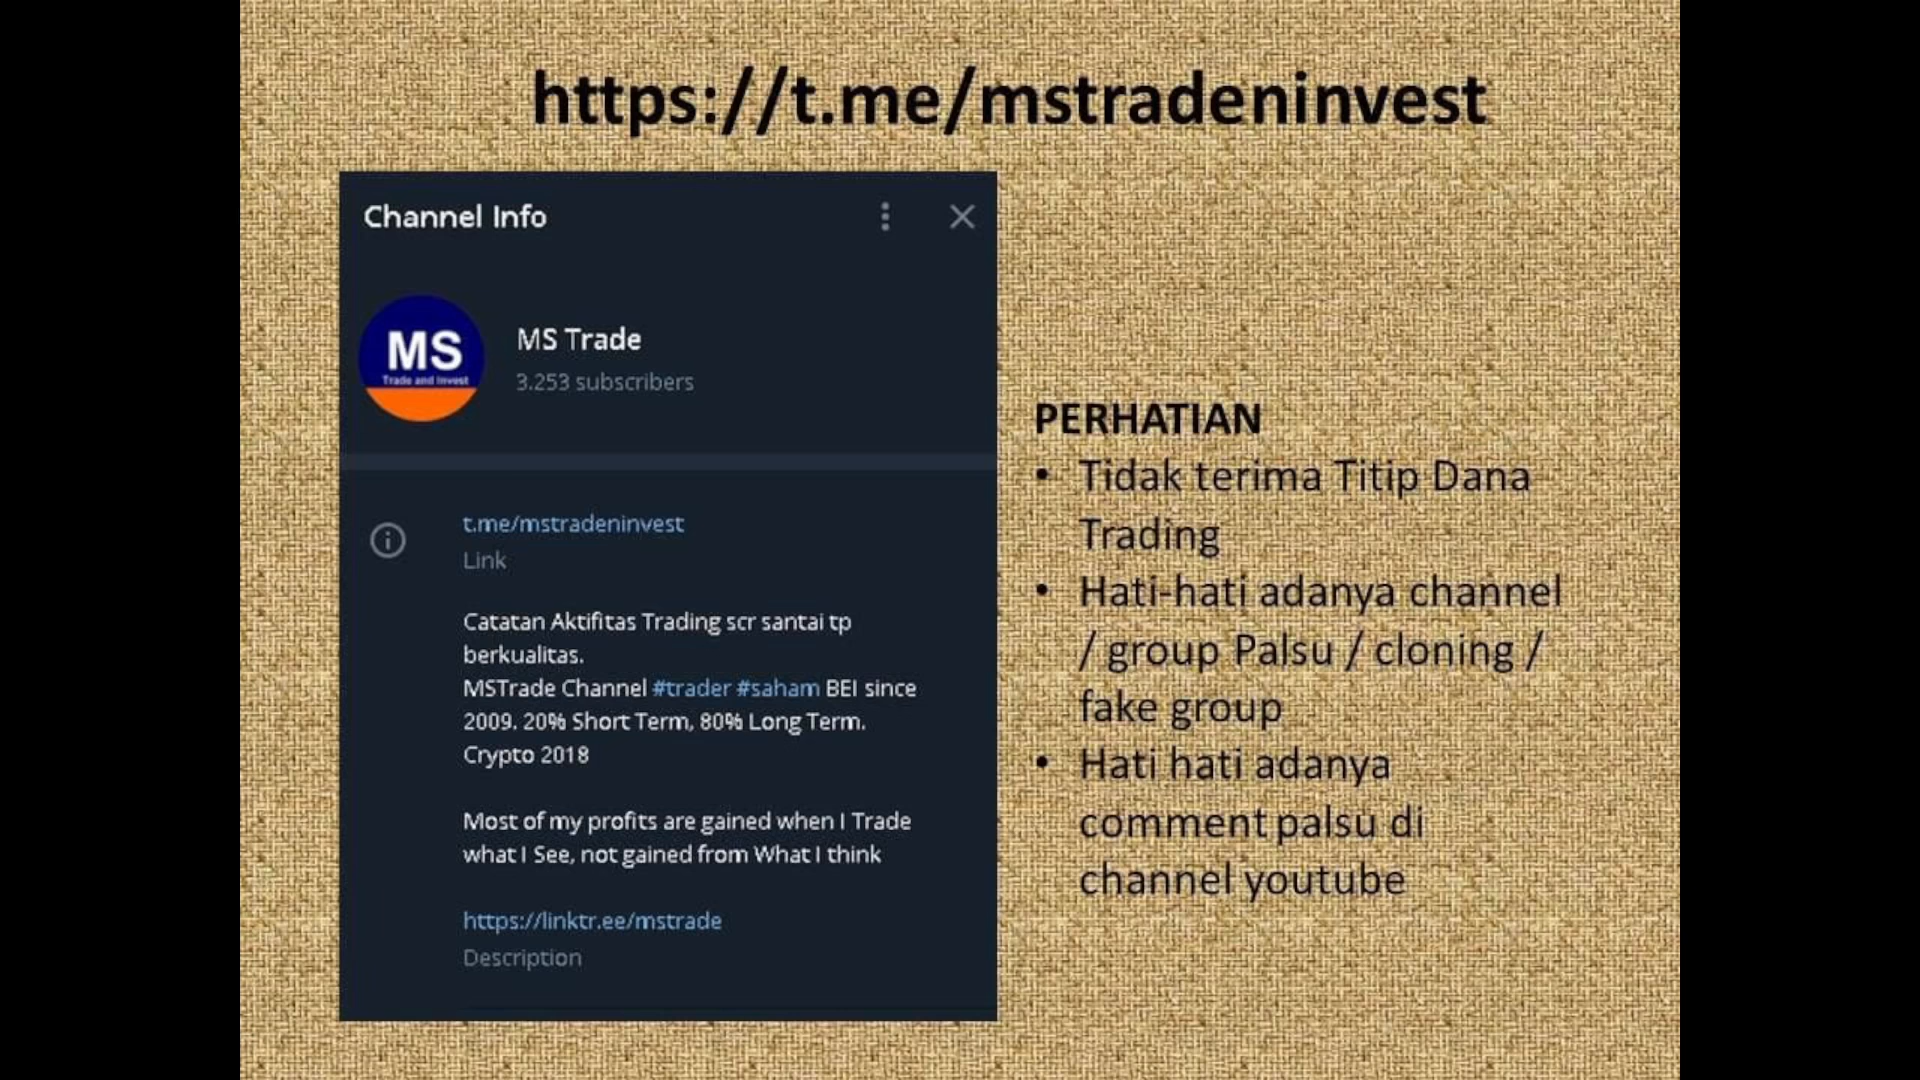 https://t.me/mstradeninvest
Channel Info
MS
Trade and Invest
MS Trade
3.253 subscribers
t.me/mstradeninvest
Link
Catatan Aktifitas Trading scr santai tp
berkualitas.
MSTrade Channel #trader #saham BEI since
2009. 20% Short Term, 80% Long Term.
Crypto 2018
Most of my profits are gained when I Trade
what I See, not gained from What I think
https://linktr.ee/mstrade
Description
PERHATIAN
• Tidak terima Titip Dana
Trading
• Hati-hati adanya channel
/ group Palsu / cloning /
fake group
• Hati hati adanya
comment palsu di
channel youtube